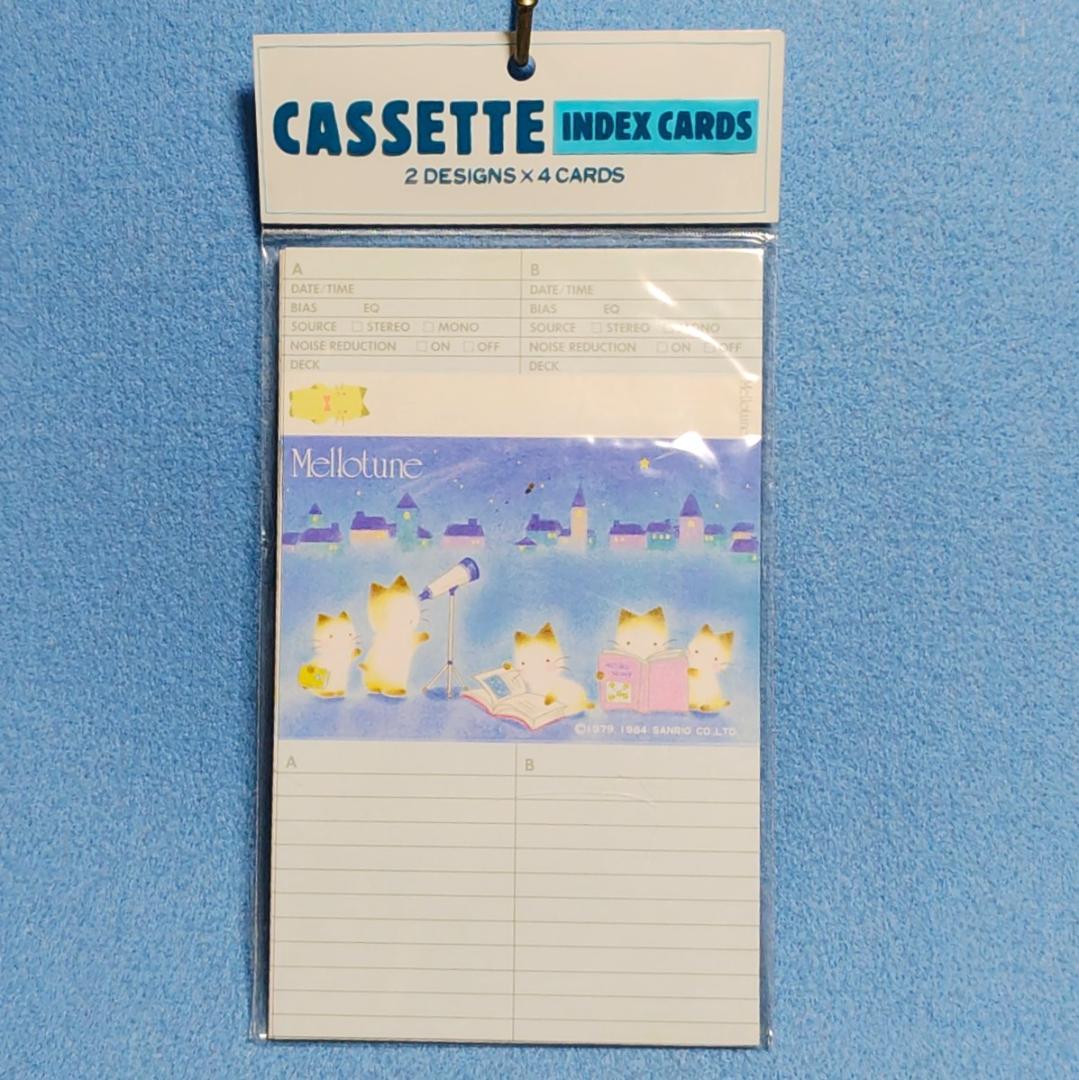 CASSETTE INDEX CARDS
2 DESIGNS X 4 CARDS
A B
DATE/TIME DATE/TIME
BIAS EQ BIAS EQ
SOURCE □ STEREO □ MONO SOURCE □ STEREO □ MONO
NOISE REDUCTION □ ON □ OFF NOISE REDUCTION □ ON □ OFF
DECK DECK
Mellotune
Mellotune
©1979, 1984 SANRIO CO.,LTD.
A B